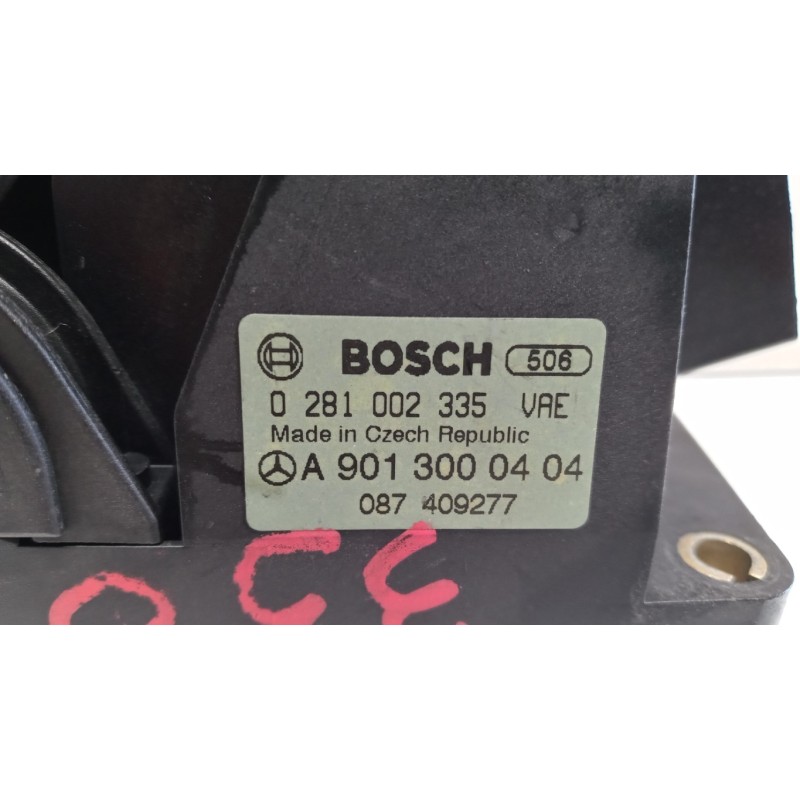 BOSCH 506
0 281 002 335 VAE
Made in Czech Republic
A 901 300 04 04
087 409277